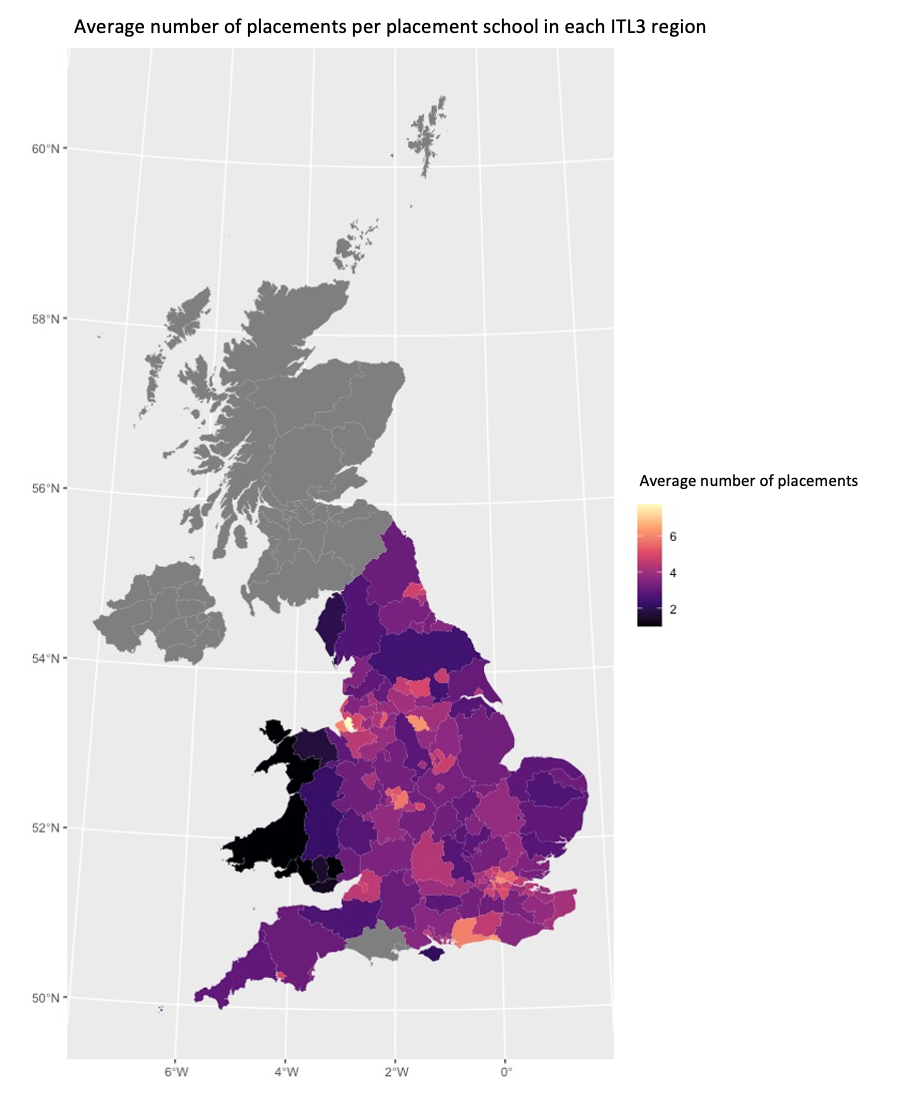 Average number of placements per placement school in each ITL3 region
60°N
58°N
56°N
54°N
52°N
50°N
6°W
4°W
2°W
0°
Average number of placements
6
4
2